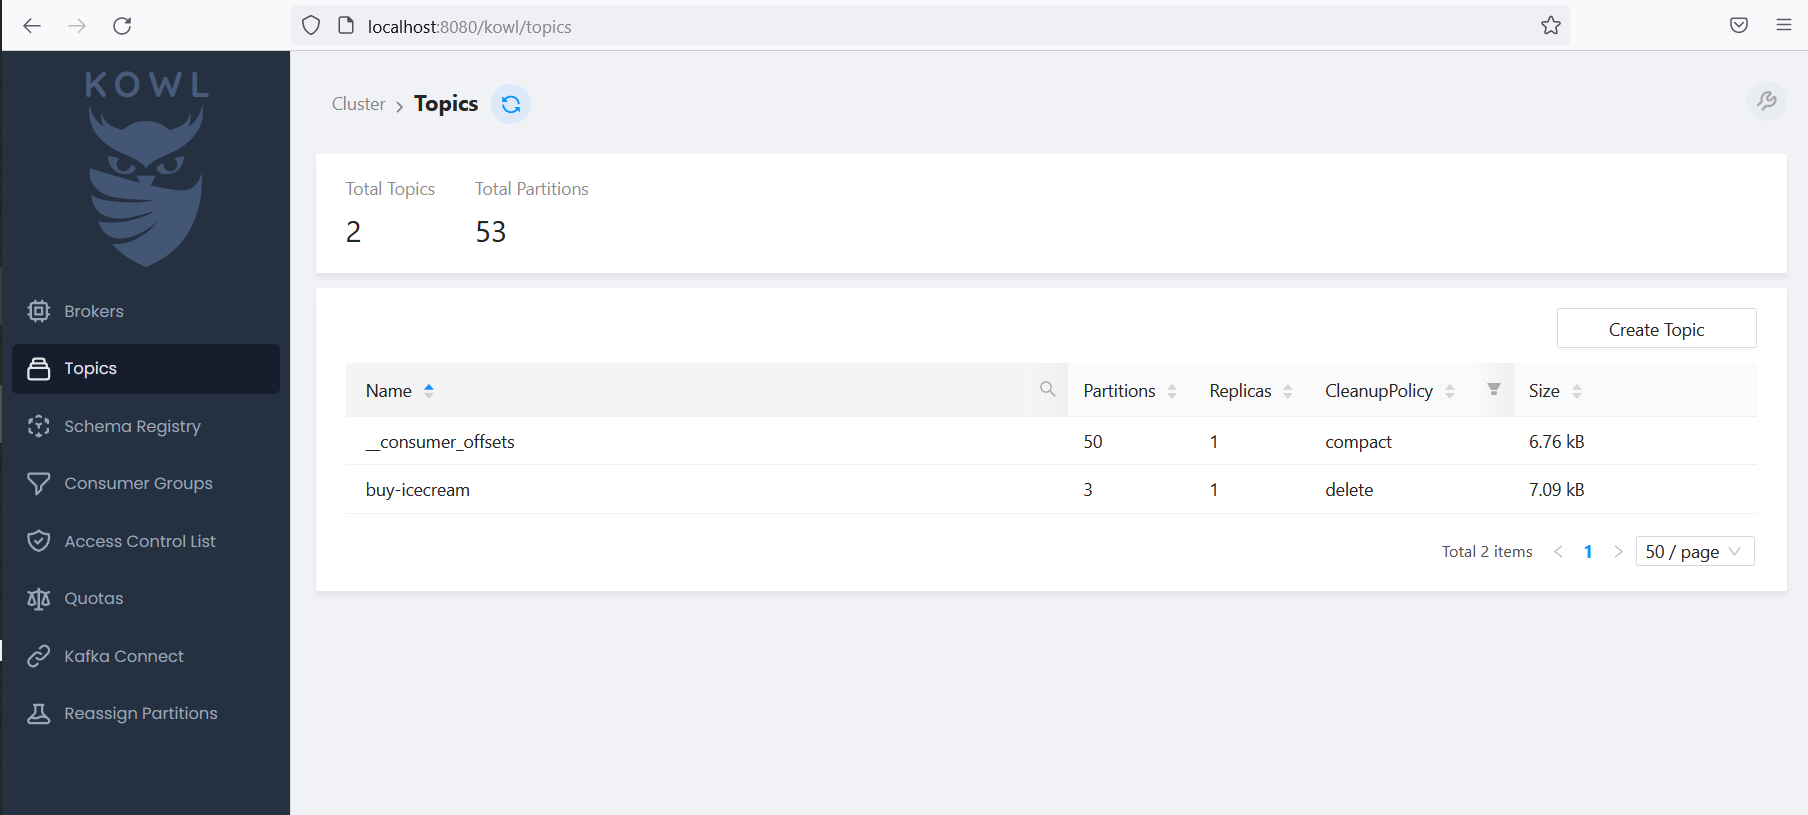 localhost:8080/kowl/topics
KOWL
Cluster > Topics
Total Topics Total Partitions
2 53
Brokers
Topics
Schema Registry
Consumer Groups
Access Control List
Quotas
Kafka Connect
Reassign Partitions
Create Topic
Name Partitions Replicas CleanupPolicy Size
__consumer_offsets 50 1 compact 6.76 kB
buy-icecream 3 1 delete 7.09 kB
Total 2 items < 1 > 50 / page